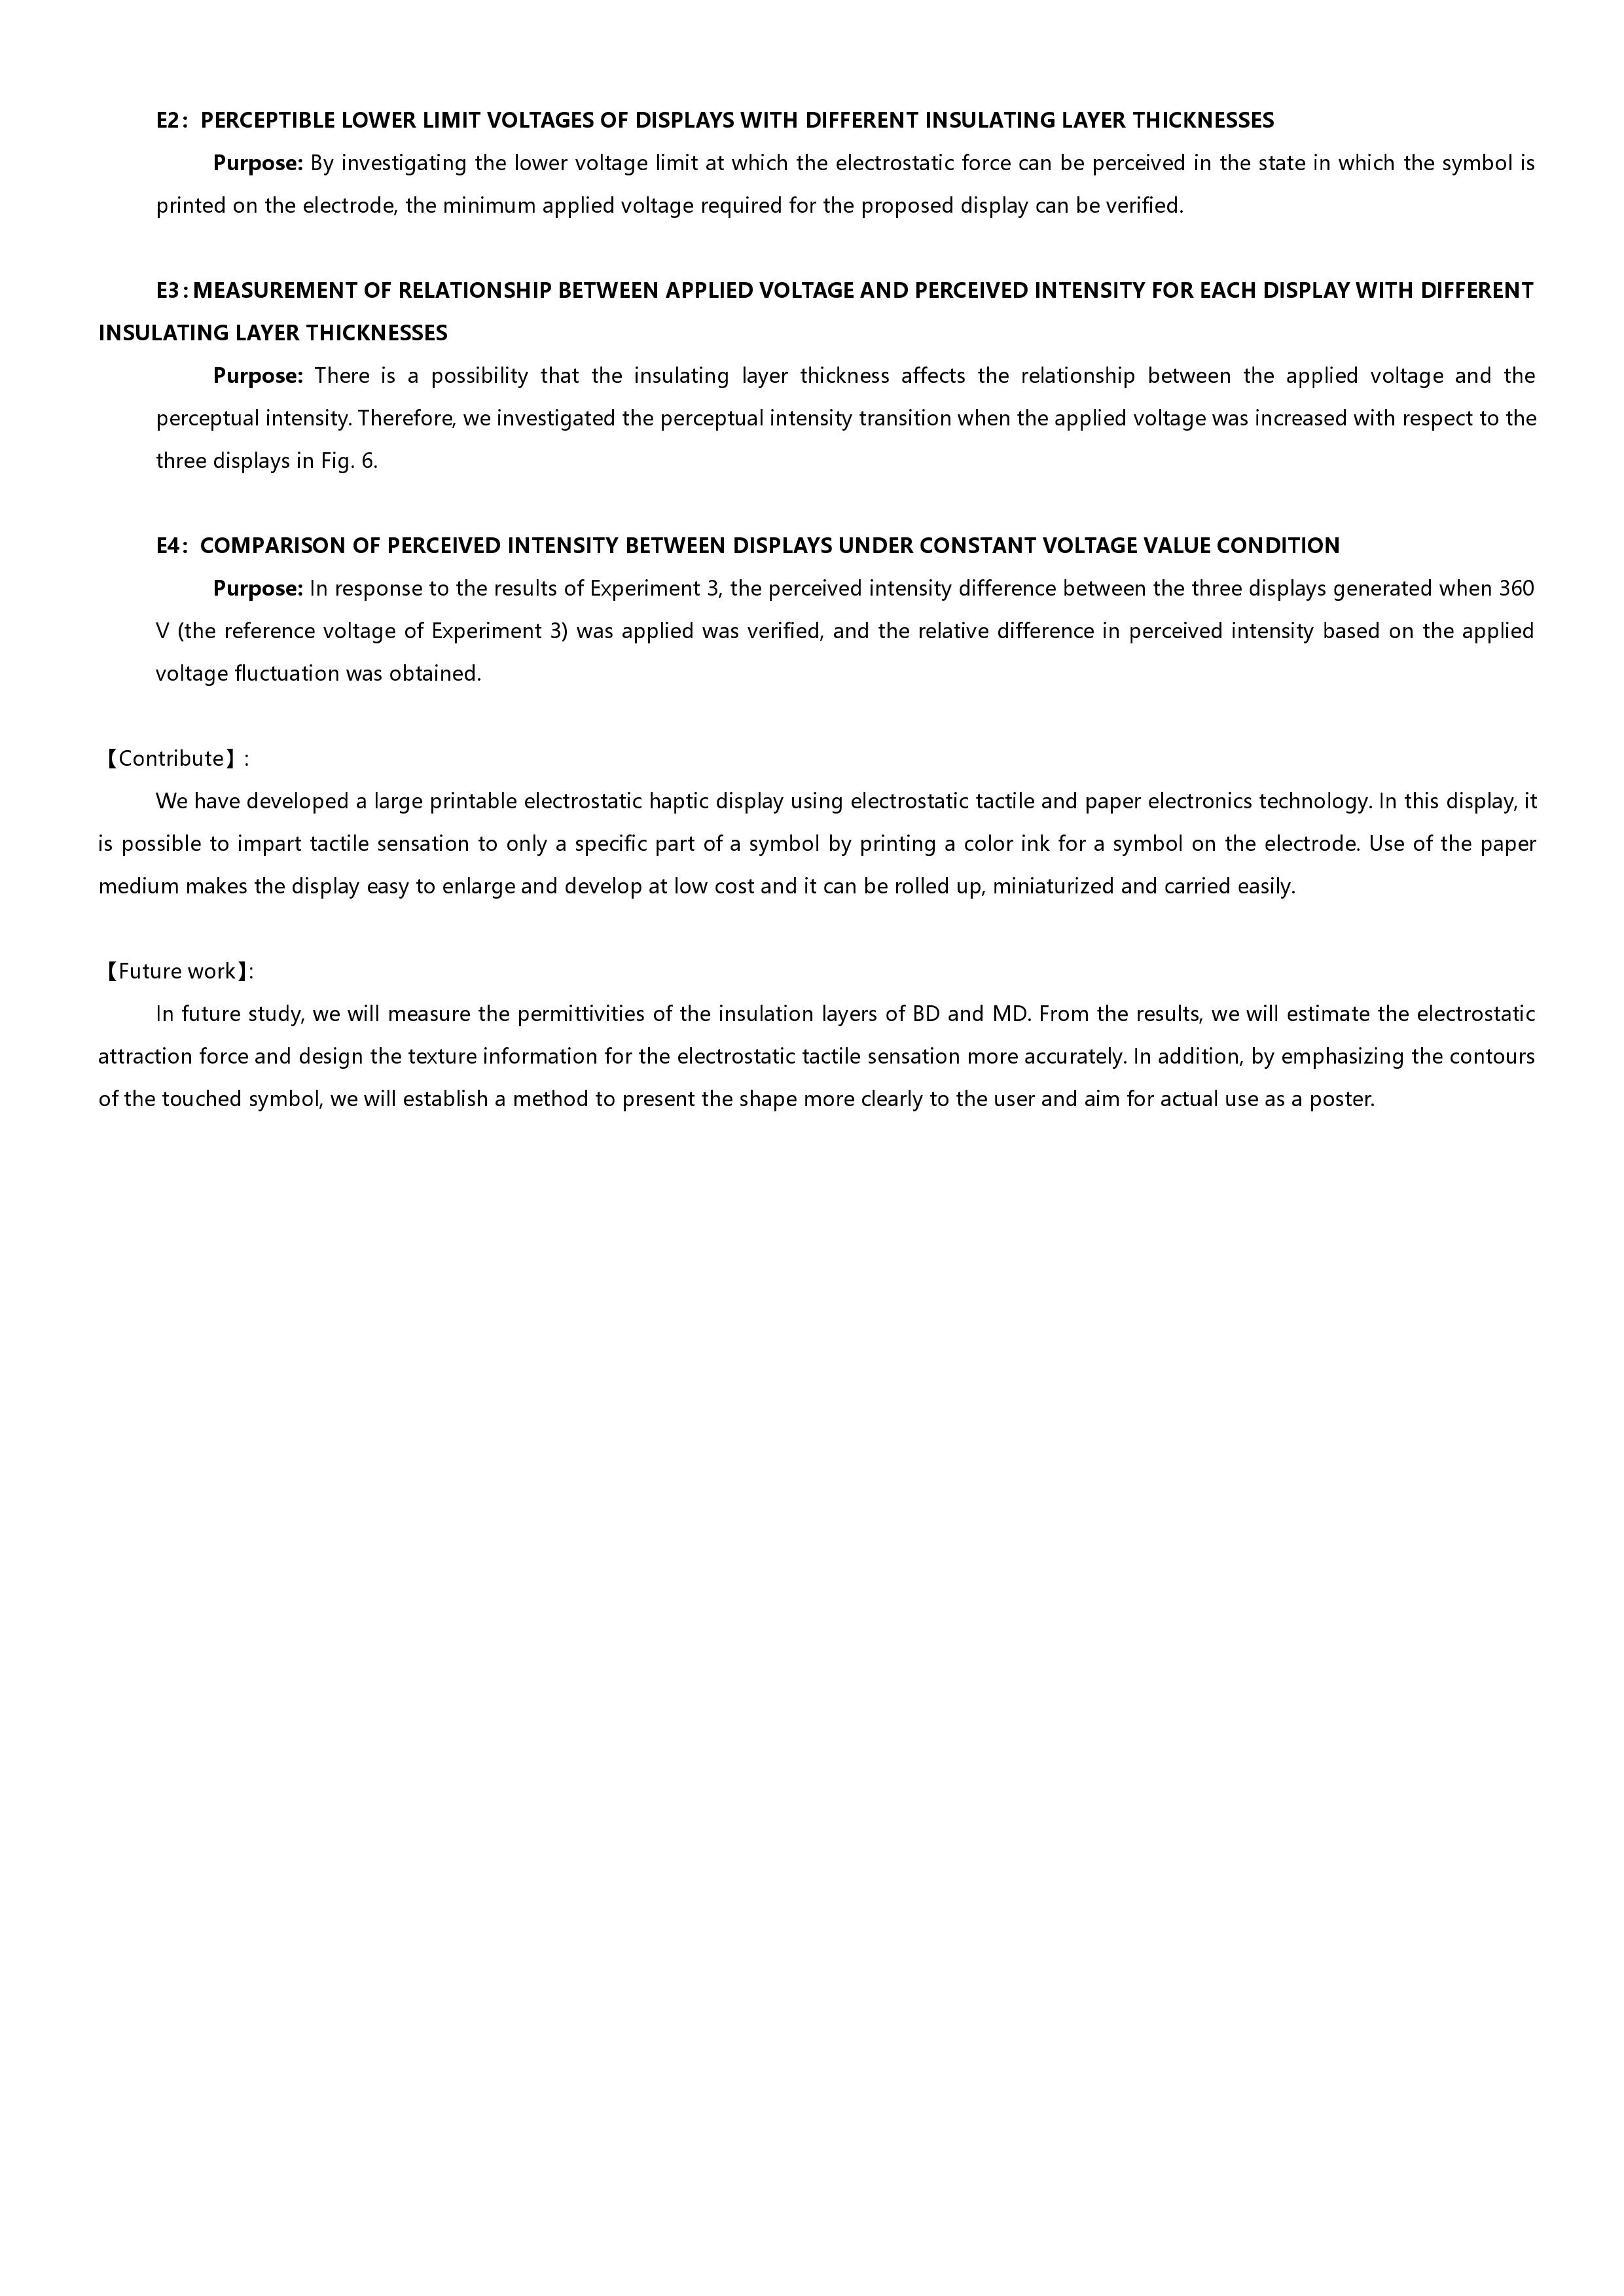 E2： PERCEPTIBLE LOWER LIMIT VOLTAGES OF DISPLAYS WITH DIFFERENT INSULATING LAYER THICKNESSES
Purpose: By investigating the lower voltage limit at which the electrostatic force can be perceived in the state in which the symbol is
printed on the electrode, the minimum applied voltage required for the proposed display can be verified.
E3：MEASUREMENT OF RELATIONSHIP BETWEEN APPLIED VOLTAGE AND PERCEIVED INTENSITY FOR EACH DISPLAY WITH DIFFERENT
INSULATING LAYER THICKNESSES
Purpose: There is a possibility that the insulating layer thickness affects the relationship between the applied voltage and the
perceptual intensity. Therefore, we investigated the perceptual intensity transition when the applied voltage was increased with respect to the
three displays in Fig. 6.
E4： COMPARISON OF PERCEIVED INTENSITY BETWEEN DISPLAYS UNDER CONSTANT VOLTAGE VALUE CONDITION
Purpose: In response to the results of Experiment 3, the perceived intensity difference between the three displays generated when 360
V (the reference voltage of Experiment 3) was applied was verified, and the relative difference in perceived intensity based on the applied
voltage fluctuation was obtained.
【Contribute】:
We have developed a large printable electrostatic haptic display using electrostatic tactile and paper electronics technology. In this display, it
is possible to impart tactile sensation to only a specific part of a symbol by printing a color ink for a symbol on the electrode. Use of the paper
medium makes the display easy to enlarge and develop at low cost and it can be rolled up, miniaturized and carried easily.
【Future work】:
In future study, we will measure the permittivities of the insulation layers of BD and MD. From the results, we will estimate the electrostatic
attraction force and design the texture information for the electrostatic tactile sensation more accurately. In addition, by emphasizing the contours
of the touched symbol, we will establish a method to present the shape more clearly to the user and aim for actual use as a poster.